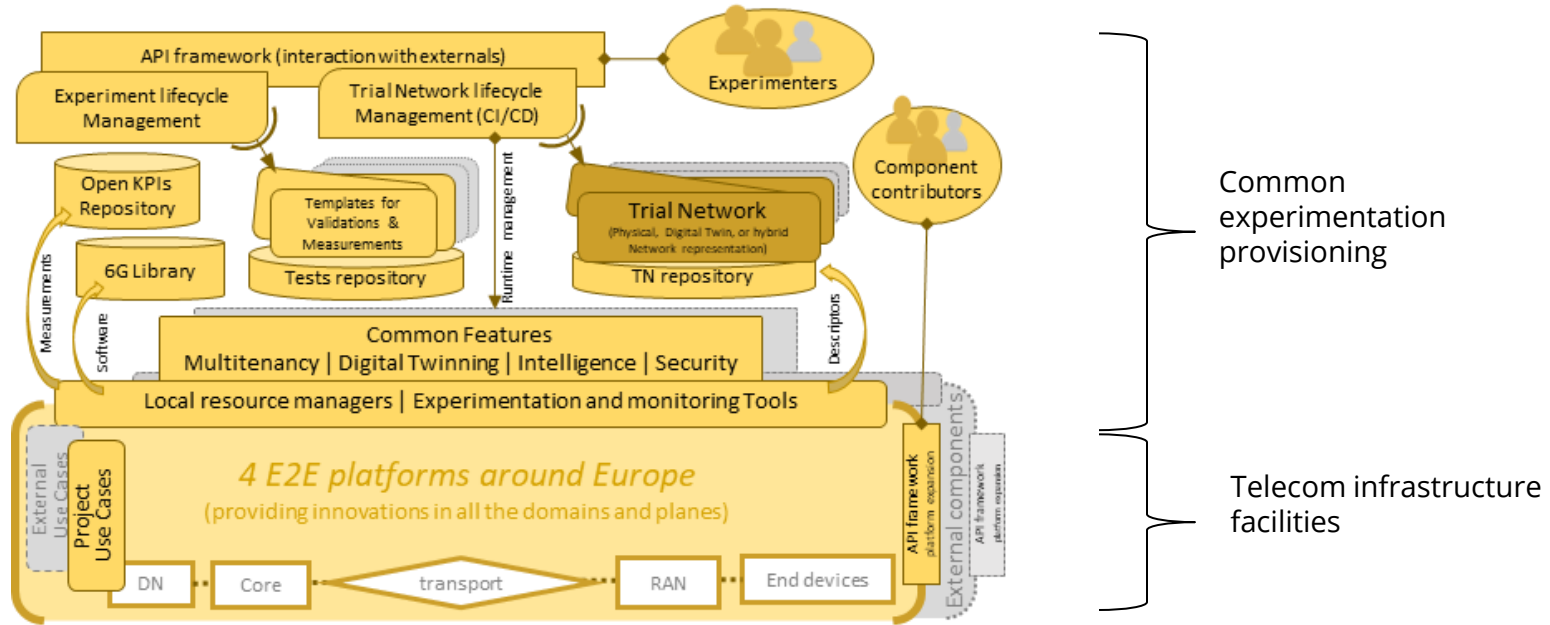 API framework (interaction with externals)
Experimenters
Experiment lifecycle
Management
Trial Network lifecycle
Management (CI/CD)
Component
contributors
Open KPIs
Repository
Templates for
Validations &
Measurements
Tests repository
Runtime management
Trial Network
(Physical, Digital Twin, or hybrid
Network representation)
TN repository
6G Library
Measurements
software
Descriptors
Common Features
Multitenancy | Digital Twinning | Intelligence | Security
Local resource managers | Experimentation and monitoring Tools
External
Use Cases
Project
Use Cases
4 E2E platforms around Europe
(providing innovations in all the domains and planes)
DN
Core
transport
RAN
End devices
API framework
platform expansion
External components
API framework
platform expansion
Common
experimentation
provisioning
Telecom infrastructure
facilities